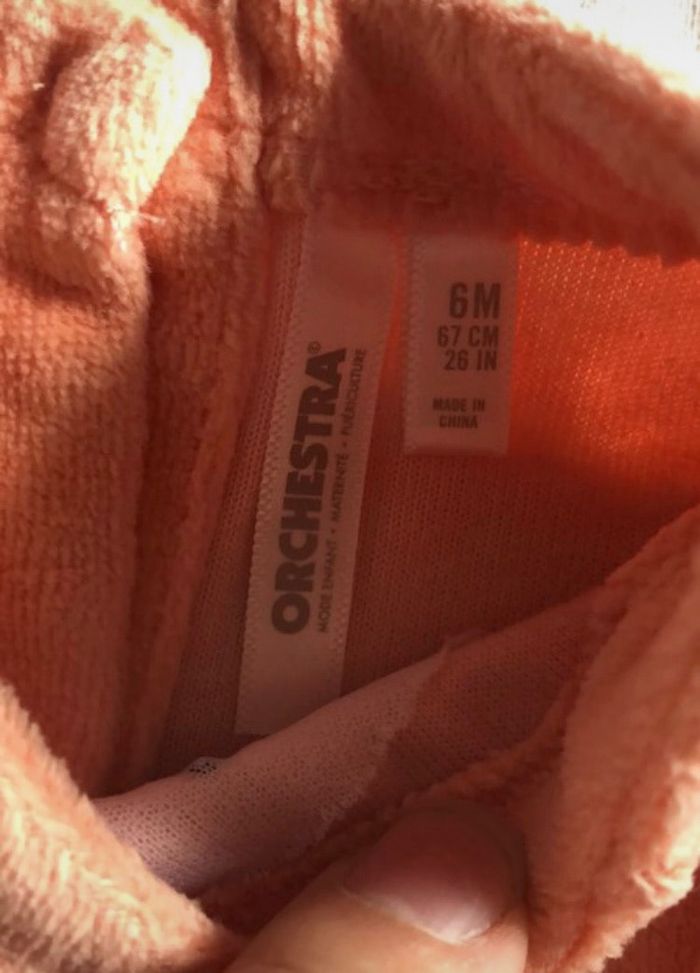 ORCHESTRA®
MODE ENFANT • MATERNITÉ • PUÉRICULTURE
6M
67 CM
26 IN
MADE IN
CHINA